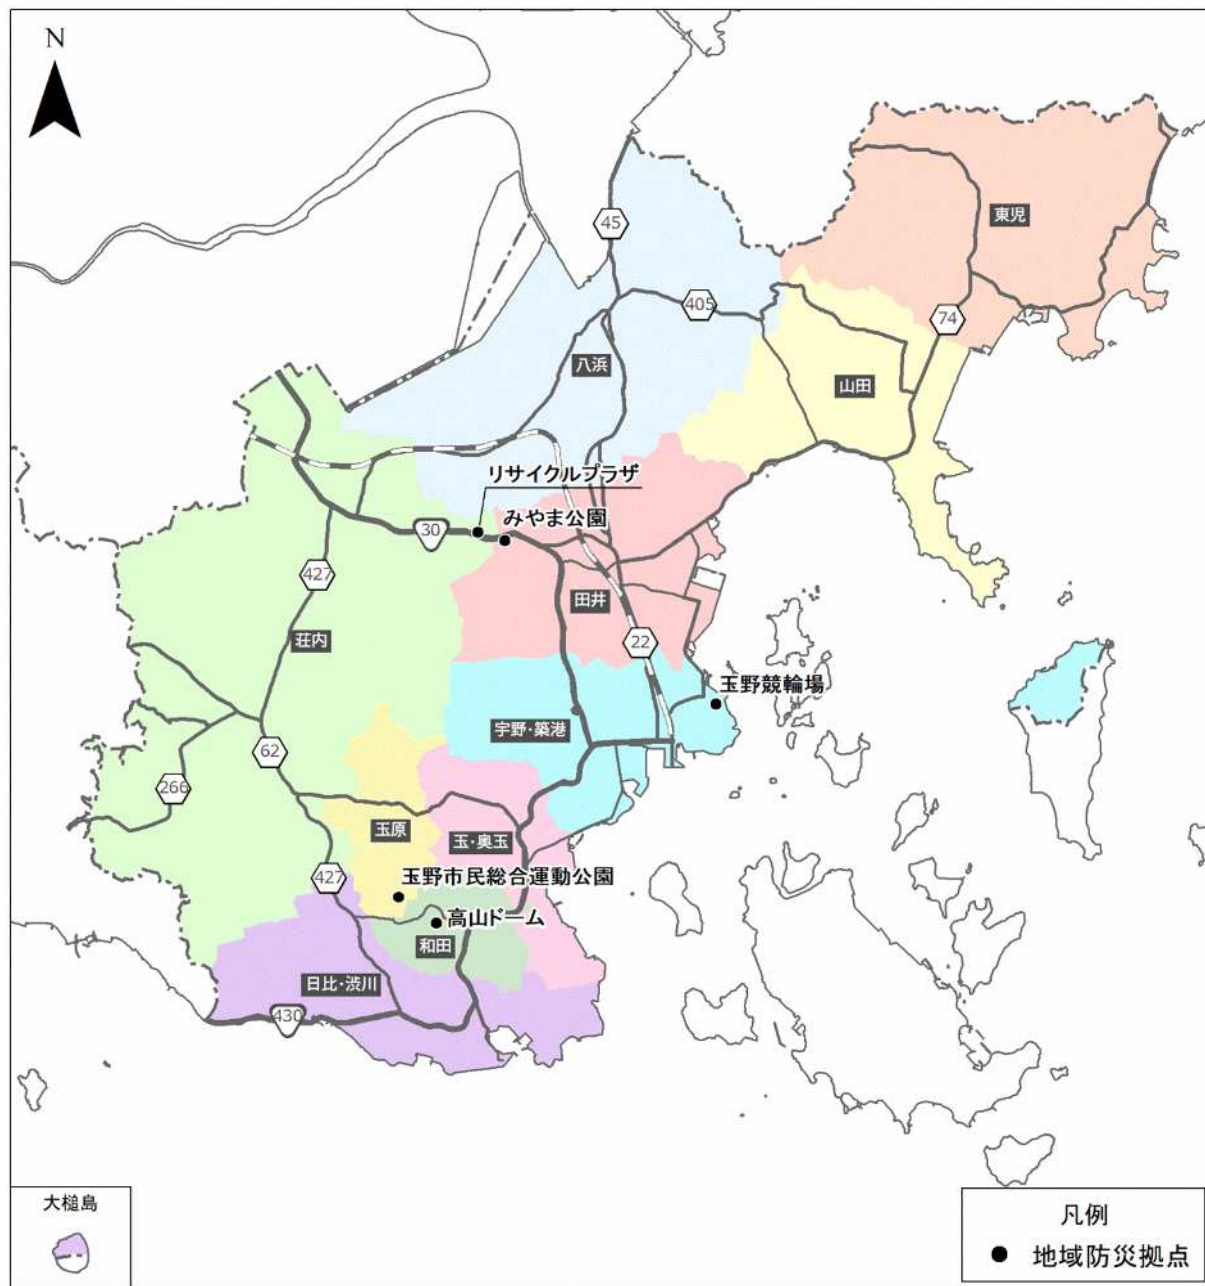 N
45
東児
405
74
八浜
山田
リサイクルプラザ
みやま公園
30
427
田井
22
荘内
玉野競輪場
宇野・築港
62
266
玉原
玉・奥玉
427
玉野市民総合運動公園
高山ドーム
和田
日比・渋川
430
大槌島
凡例
● 地域防災拠点